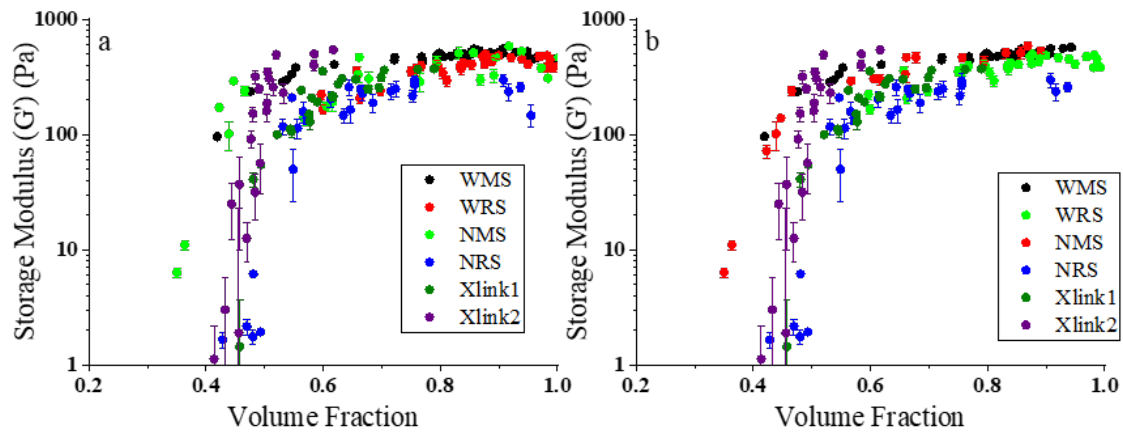 a
Storage Modulus (G') (Pa)
1000
100
10
1
0.2 0.4 0.6 0.8 1.0
Volume Fraction
WMS
WRS
NMS
NRS
Xlink1
Xlink2
b
Storage Modulus (G') (Pa)
1000
100
10
1
0.2 0.4 0.6 0.8 1.0
Volume Fraction
WMS
WRS
NMS
NRS
Xlink1
Xlink2